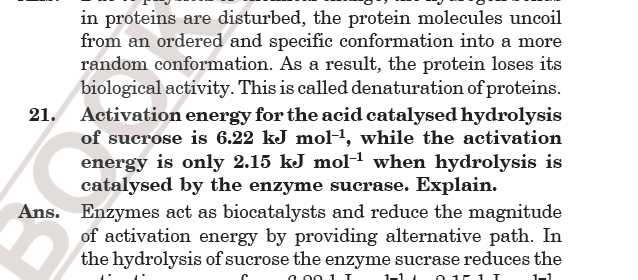 in proteins are disturbed, the protein molecules uncoil
from an ordered and specific conformation into a more
random conformation. As a result, the protein loses its
biological activity. This is called denaturation of proteins.
21. Activation energy for the acid catalysed hydrolysis
of sucrose is 6.22 kJ mol⁻¹, while the activation
energy is only 2.15 kJ mol⁻¹ when hydrolysis is
catalysed by the enzyme sucrase. Explain.
Ans. Enzymes act as biocatalysts and reduce the magnitude
of activation energy by providing alternative path. In
the hydrolysis of sucrose the enzyme sucrase reduces the
BOOK